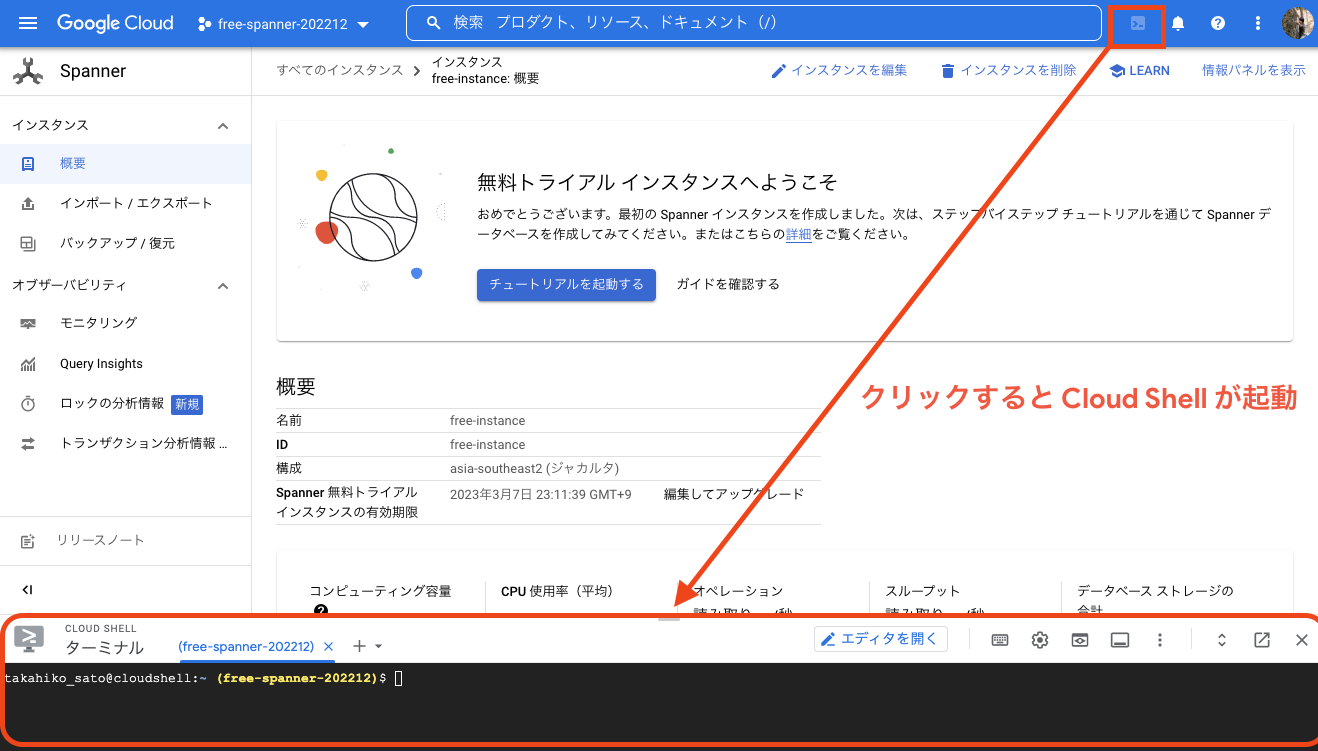 Google Cloud
free-spanner-202212
検索 プロダクト、リソース、ドキュメント (/)
Spanner
すべてのインスタンス
インスタンス
free-instance: 概要
インスタンスを編集
インスタンスを削除
LEARN
情報パネルを表示
インスタンス
概要
インポート / エクスポート
バックアップ / 復元
オブザーバビリティ
モニタリング
Query Insights
ロックの分析情報 新規
トランザクション分析情報 ...
リリースノート
無料トライアル インスタンスへようこそ
おめでとうございます。最初の Spanner インスタンスを作成しました。次は、ステップバイステップ チュートリアルを通じて Spanner デ
ータベースを作成してみてください。またはこちらの詳細をご覧ください。
チュートリアルを起動する
ガイドを確認する
クリックすると Cloud Shell が起動
概要
名前 free-instance
ID free-instance
構成 asia-southeast2 (ジャカルタ)
Spanner 無料トライアル 2023年3月7日 23:11:39 GMT+9 編集してアップグレード
インスタンスの有効期限
コンピューティング容量
CPU 使用率（平均）
オペレーション
読み取り: /秒
スループット
読み取り: /秒
データベース ストレージの
合計
CLOUD SHELL
ターミナル
(free-spanner-202212)
エディタを開く
takahiko_sato@cloudshell:~ (free-spanner-202212)$